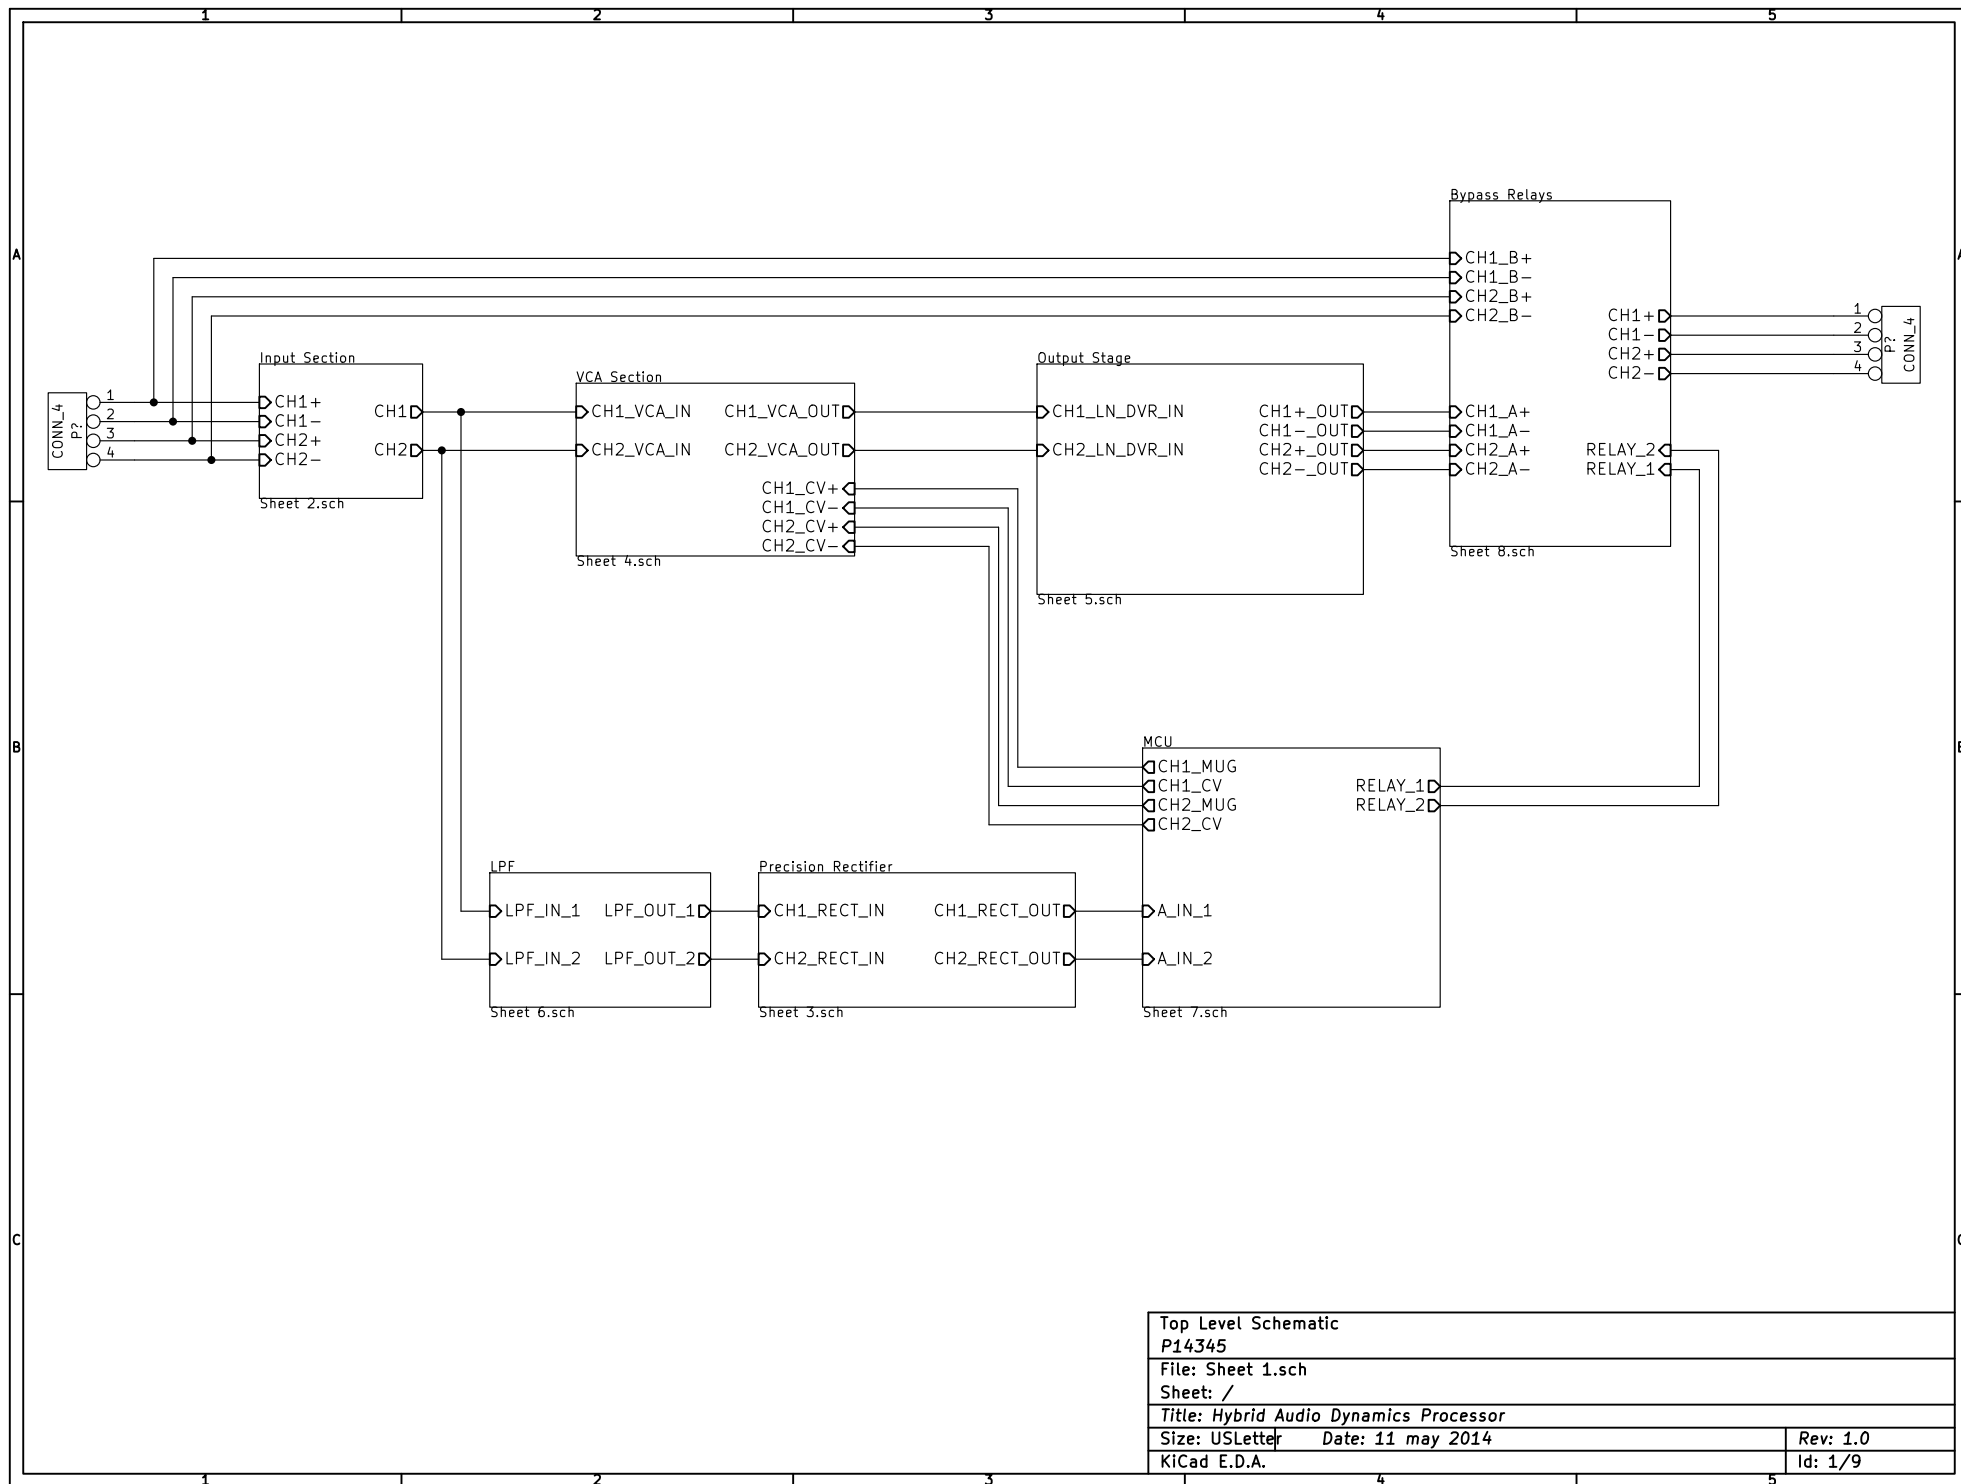 1 2 3 4 5
A
B
C
Bypass Relays
CH1_B+
CH1_B-
CH2_B+
CH2_B-
CH1+
CH1-
CH2+
CH2-
CH1_A+
CH1_A-
CH2_A+
CH2_A-
RELAY_2
RELAY_1
Sheet 8.sch
1
2
3
4
P?
CONN_4
CONN_4
P?
1
2
3
4
Input Section
CH1+
CH1-
CH2+
CH2-
CH1
CH2
Sheet 2.sch
VCA Section
CH1_VCA_IN CH1_VCA_OUT
CH2_VCA_IN CH2_VCA_OUT
CH1_CV+
CH1_CV-
CH2_CV+
CH2_CV-
Sheet 4.sch
Output Stage
CH1_LN_DVR_IN
CH2_LN_DVR_IN
CH1+_OUT
CH1-_OUT
CH2+_OUT
CH2-_OUT
Sheet 5.sch
MCU
CH1_MUG
CH1_CV
CH2_MUG
CH2_CV
RELAY_1
RELAY_2
A_IN_1
A_IN_2
Sheet 7.sch
LPF
LPF_IN_1 LPF_OUT_1
LPF_IN_2 LPF_OUT_2
Sheet 6.sch
Precision Rectifier
CH1_RECT_IN CH1_RECT_OUT
CH2_RECT_IN CH2_RECT_OUT
Sheet 3.sch
Top Level Schematic
P14345
File: Sheet 1.sch
Sheet: /
Title: Hybrid Audio Dynamics Processor
Size: USLetter Date: 11 may 2014 Rev: 1.0
KiCad E.D.A. Id: 1/9
1 2 3 4 5